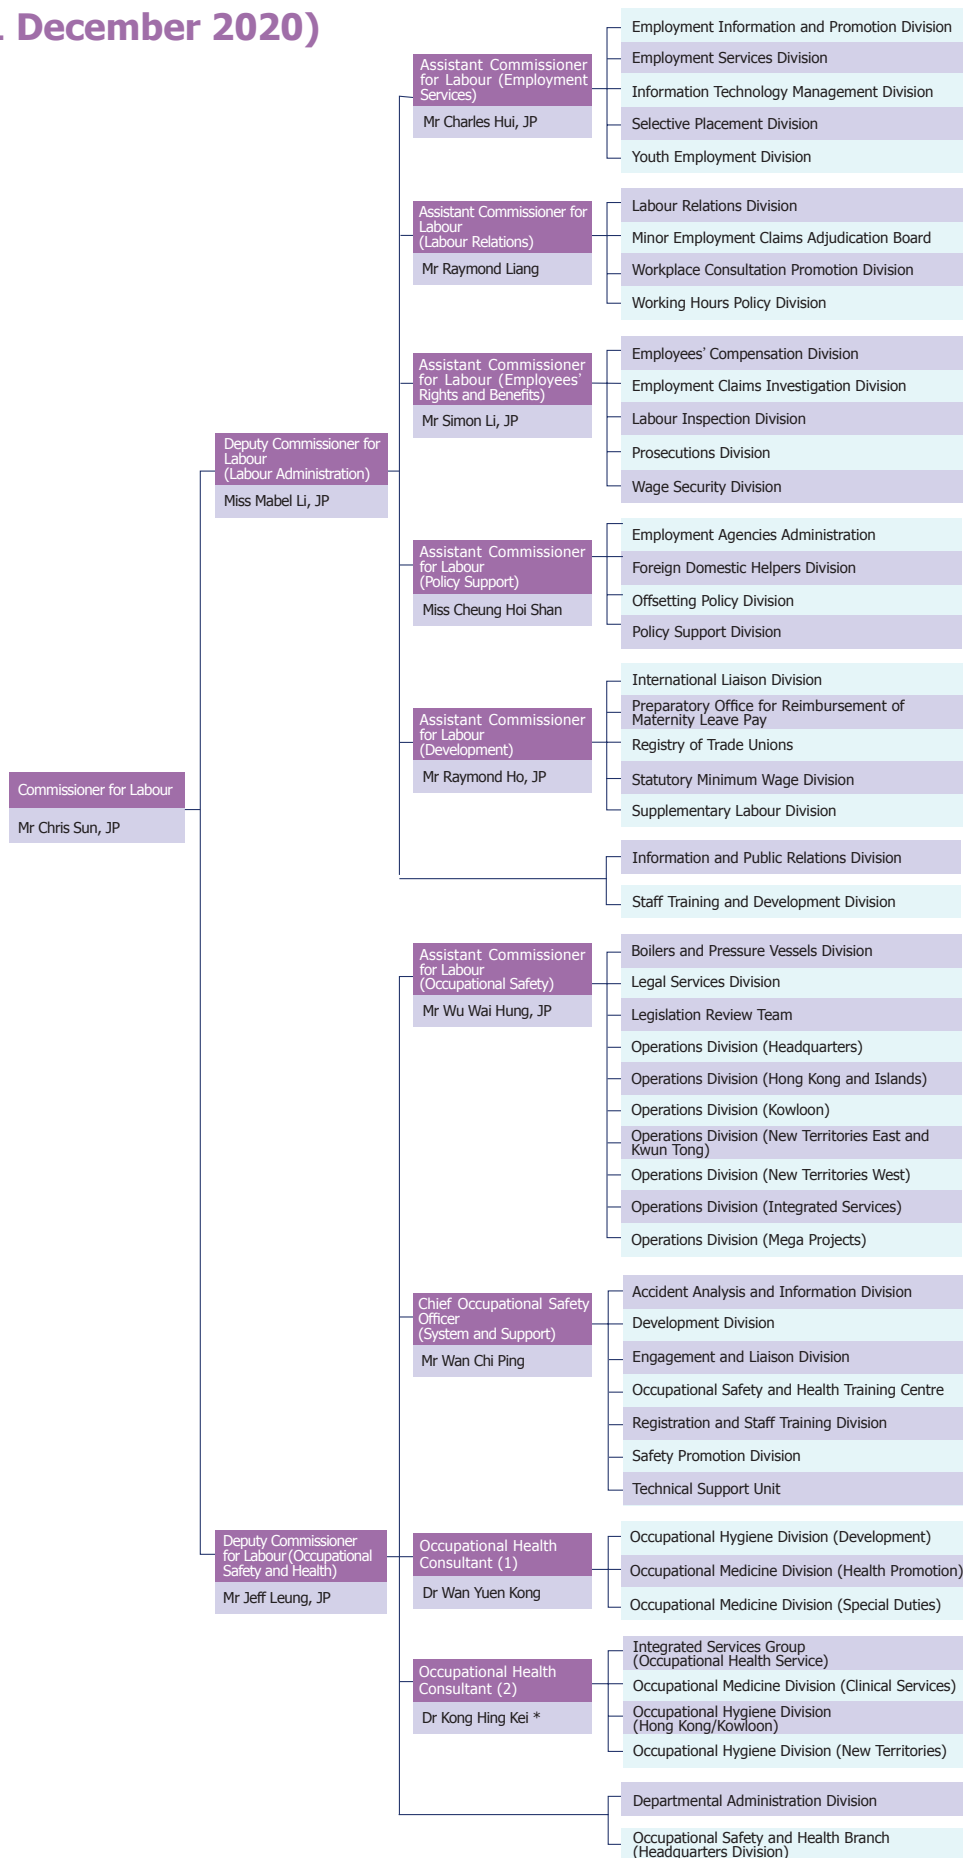 December 2020)
Commissioner for Labour
Mr Chris Sun, JP
Deputy Commissioner for
Labour
(Labour Administration)
Miss Mabel Li, JP
Assistant Commissioner
for Labour (Employment
Services)
Mr Charles Hui, JP
Employment Information and Promotion Division
Employment Services Division
Information Technology Management Division
Selective Placement Division
Youth Employment Division
Assistant Commissioner for
Labour
(Labour Relations)
Mr Raymond Liang
Labour Relations Division
Minor Employment Claims Adjudication Board
Workplace Consultation Promotion Division
Working Hours Policy Division
Assistant Commissioner
for Labour (Employees'
Rights and Benefits)
Mr Simon Li, JP
Employees' Compensation Division
Employment Claims Investigation Division
Labour Inspection Division
Prosecutions Division
Wage Security Division
Assistant Commissioner
for Labour
(Policy Support)
Miss Cheung Hoi Shan
Employment Agencies Administration
Foreign Domestic Helpers Division
Offsetting Policy Division
Policy Support Division
Assistant Commissioner
for Labour
(Development)
Mr Raymond Ho, JP
International Liaison Division
Preparatory Office for Reimbursement of
Maternity Leave Pay
Registry of Trade Unions
Statutory Minimum Wage Division
Supplementary Labour Division
Information and Public Relations Division
Staff Training and Development Division
Deputy Commissioner
for Labour (Occupational
Safety and Health)
Mr Jeff Leung, JP
Assistant Commissioner
for Labour
(Occupational Safety)
Mr Wu Wai Hung, JP
Boilers and Pressure Vessels Division
Legal Services Division
Legislation Review Team
Operations Division (Headquarters)
Operations Division (Hong Kong and Islands)
Operations Division (Kowloon)
Operations Division (New Territories East and
Kwun Tong)
Operations Division (New Territories West)
Operations Division (Integrated Services)
Operations Division (Mega Projects)
Chief Occupational Safety
Officer
(System and Support)
Mr Wan Chi Ping
Accident Analysis and Information Division
Development Division
Engagement and Liaison Division
Occupational Safety and Health Training Centre
Registration and Staff Training Division
Safety Promotion Division
Technical Support Unit
Occupational Health
Consultant (1)
Dr Wan Yuen Kong
Occupational Hygiene Division (Development)
Occupational Medicine Division (Health Promotion)
Occupational Medicine Division (Special Duties)
Occupational Health
Consultant (2)
Dr Kong Hing Kei *
Integrated Services Group
(Occupational Health Service)
Occupational Medicine Division (Clinical Services)
Occupational Hygiene Division
(Hong Kong/Kowloon)
Occupational Hygiene Division (New Territories)
Departmental Administration Division
Occupational Safety and Health Branch
(Headquarters Division)